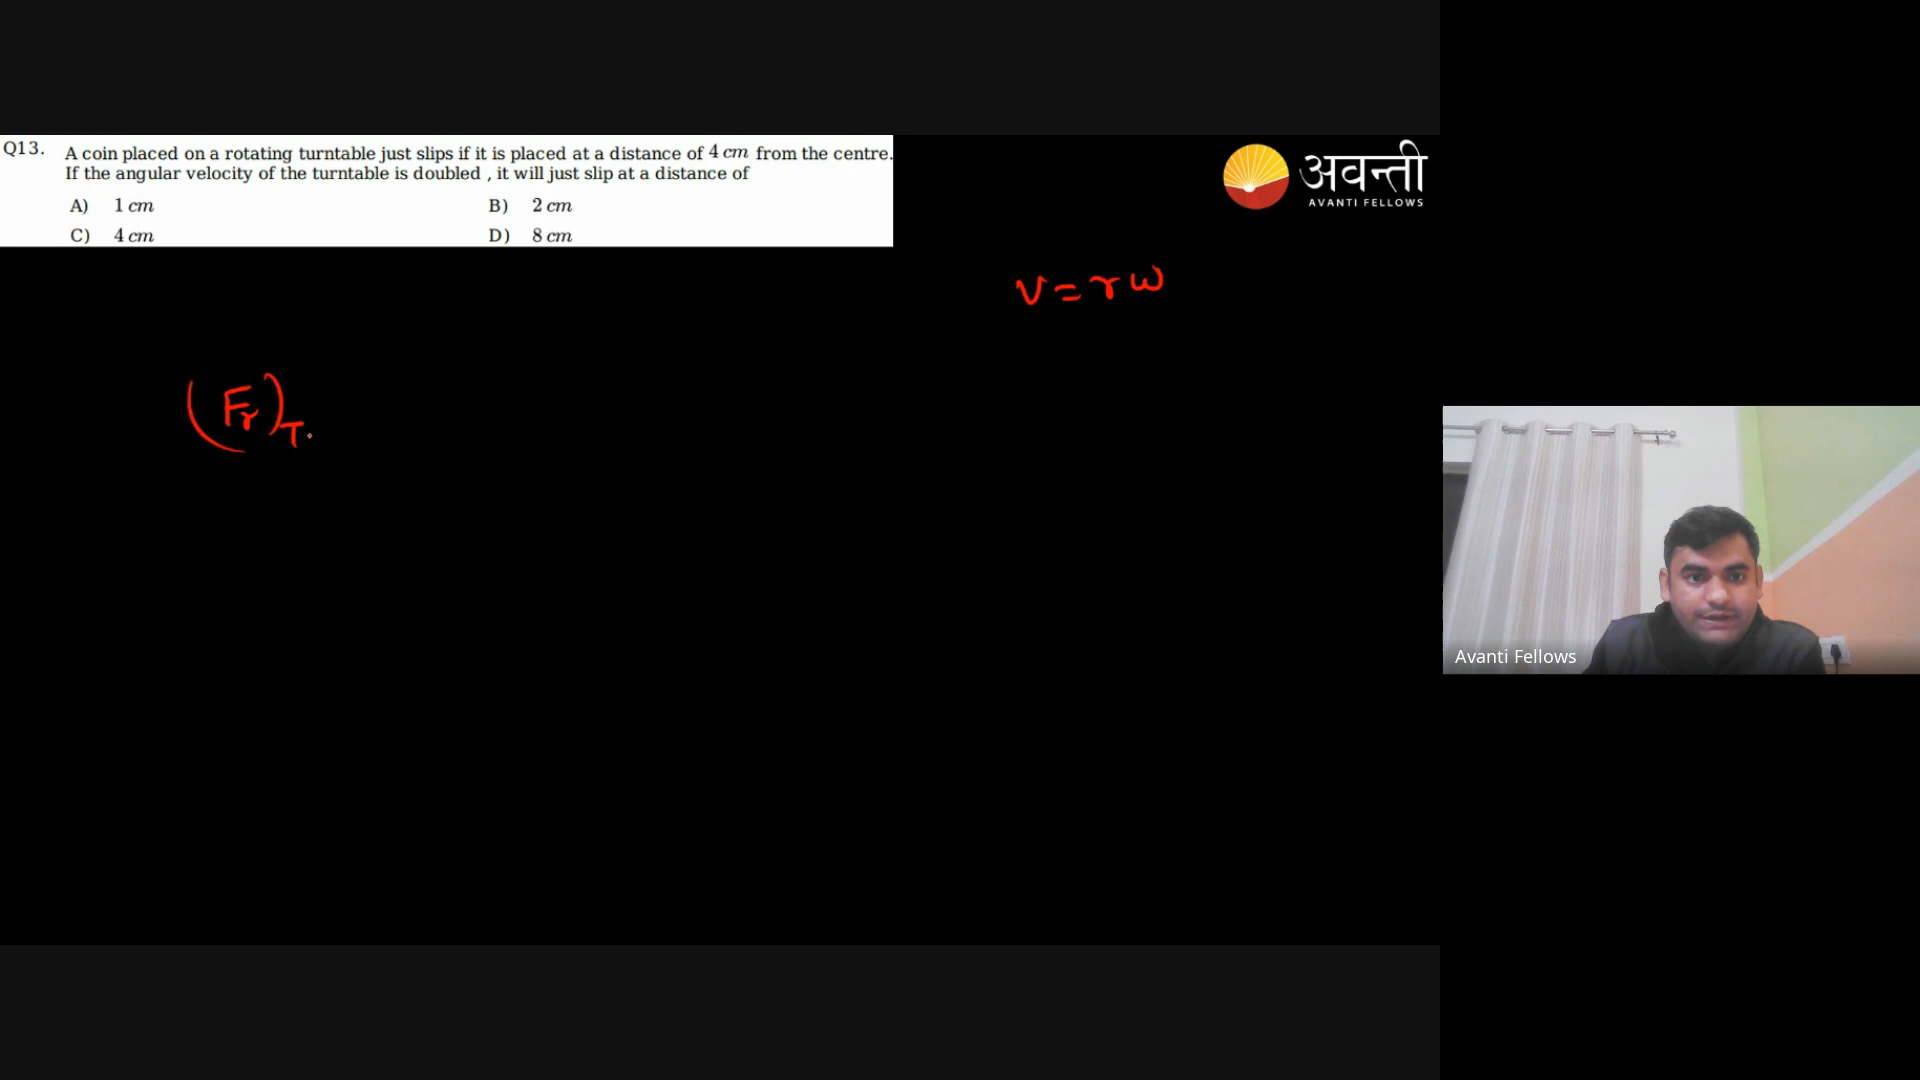 Q13. A coin placed on a rotating turntable just slips if it is placed at a distance of 4 cm from the centre.
If the angular velocity of the turntable is doubled , it will just slip at a distance of
A) 1 cm B) 2 cm
C) 4 cm D) 8 cm
अवन्ती
AVANTI FELLOWS
v = r ω
(Fr)T.
Avanti Fellows